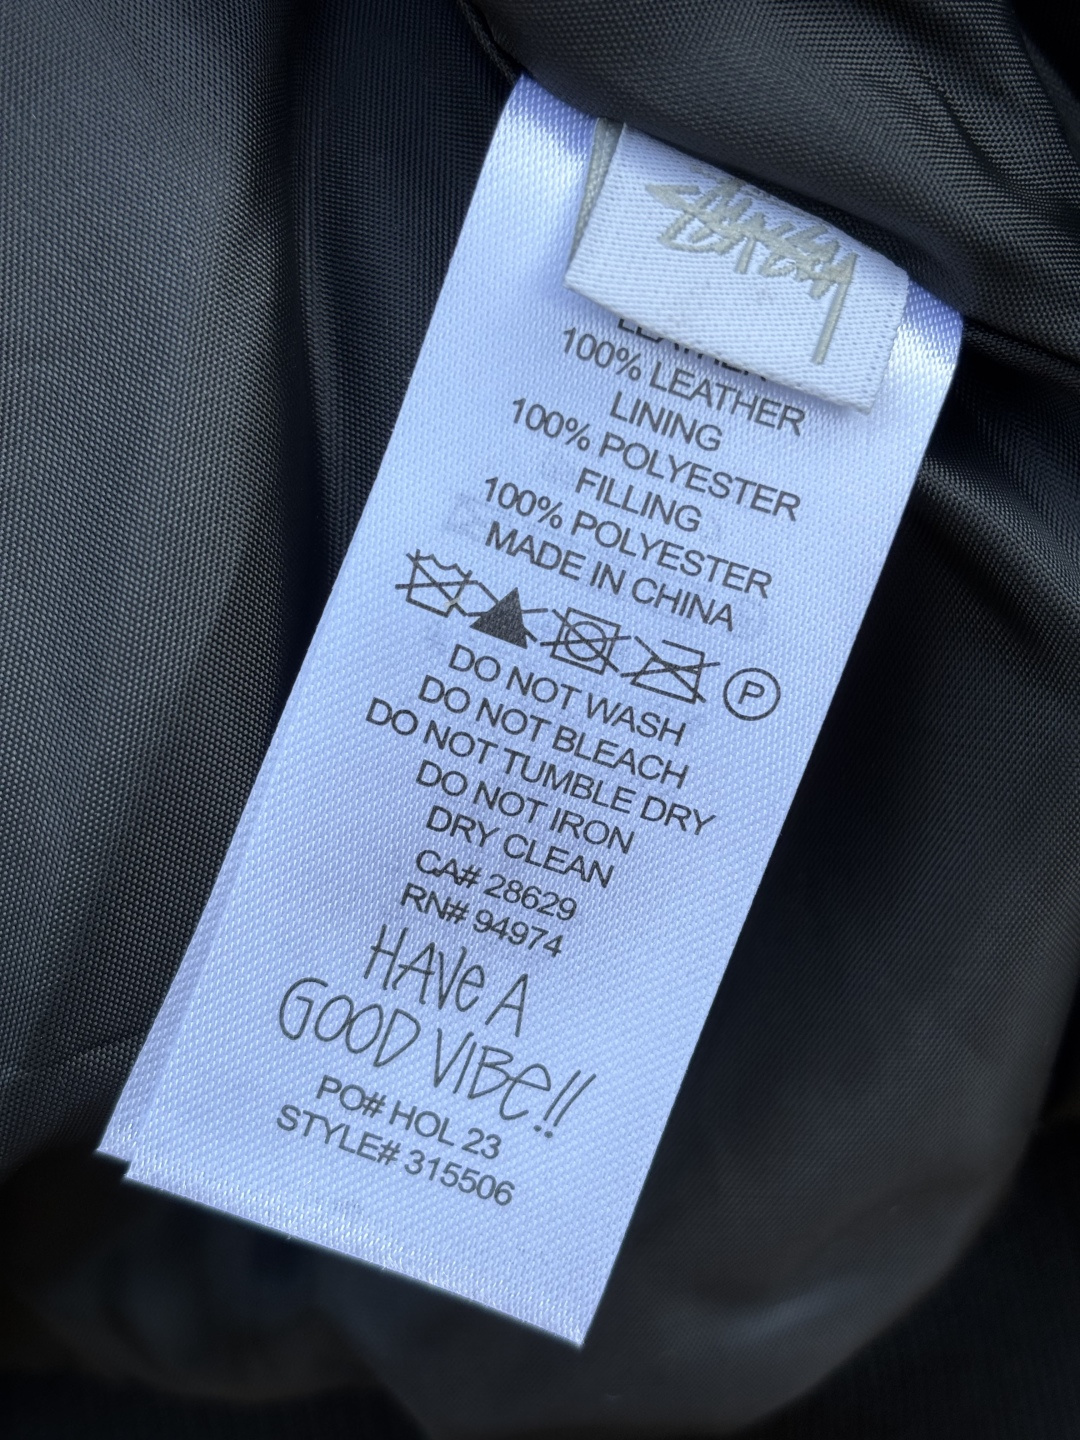 Stüssy
LEATHER
100% LEATHER
LINING
100% POLYESTER
FILLING
100% POLYESTER
MADE IN CHINA
P
DO NOT WASH
DO NOT BLEACH
DO NOT TUMBLE DRY
DO NOT IRON
DRY CLEAN
CA# 28629
RN# 94974
HAVE A
GOOD VIBE!!
PO# HOL 23
STYLE# 315506